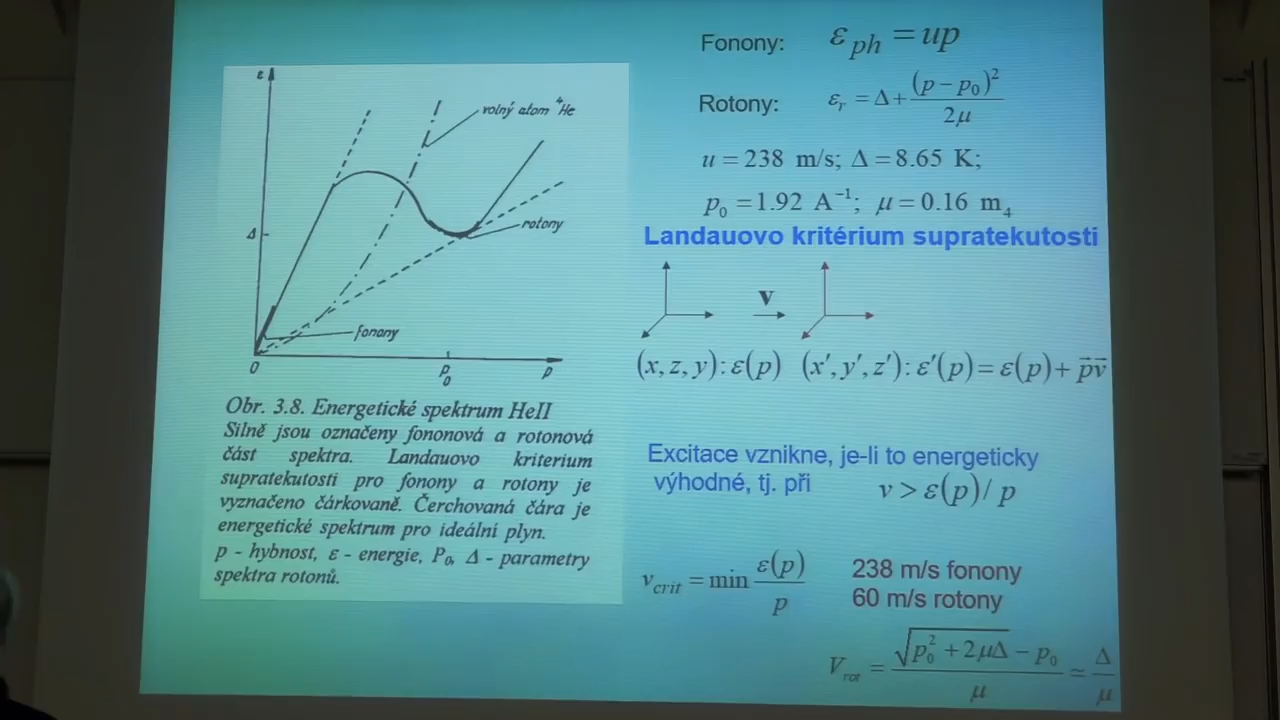 ε
volný atom ⁴He
Δ
rotony
fonony
0
P₀
p
Obr. 3.8. Energetické spektrum HeII
Silně jsou označeny fononová a rotonová
část spektra. Landauovo kriterium
supratekutosti pro fonony a rotony je
vyznačeno čárkovaně. Čerchovaná čára je
energetické spektrum pro ideální plyn.
p - hybnost, ε - energie, P₀, Δ - parametry
spektra rotonů.
Fonony: ε_ph = up
Rotony: ε_r = Δ + (p − p₀)² / 2μ
u = 238 m/s; Δ = 8.65 K;
p₀ = 1.92 A⁻¹; μ = 0.16 m₄
Landauovo kritérium supratekutosti
v
(x, z, y): ε(p) (x′, y′, z′): ε′(p) = ε(p) + p⃗v⃗
Excitace vznikne, je-li to energeticky
výhodné, tj. při v > ε(p)/ p
v_crit = min ε(p) / p
238 m/s fonony
60 m/s rotony
V_rot = (√(p₀² + 2μΔ) − p₀) / μ ≃ Δ / μ